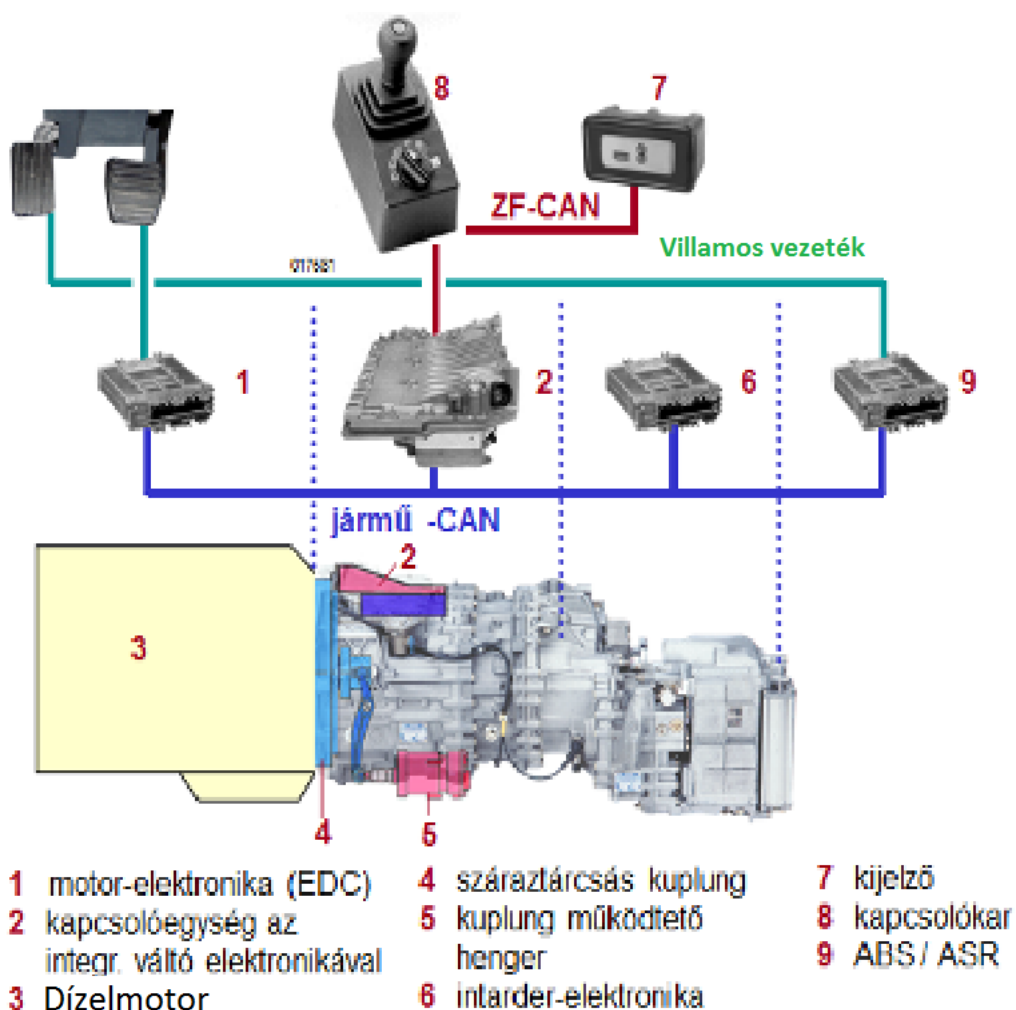 8
7
ZF-CAN
Villamos vezeték
017681
1
2
6
9
jármű -CAN
2
3
4
5
1 motor-elektronika (EDC)
2 kapcsolóegység az
integr. váltó elektronikával
3 Dízelmotor
4 száraztárcsás kuplung
5 kuplung működtető
henger
6 intarder-elektronika
7 kijelző
8 kapcsolókar
9 ABS/ ASR